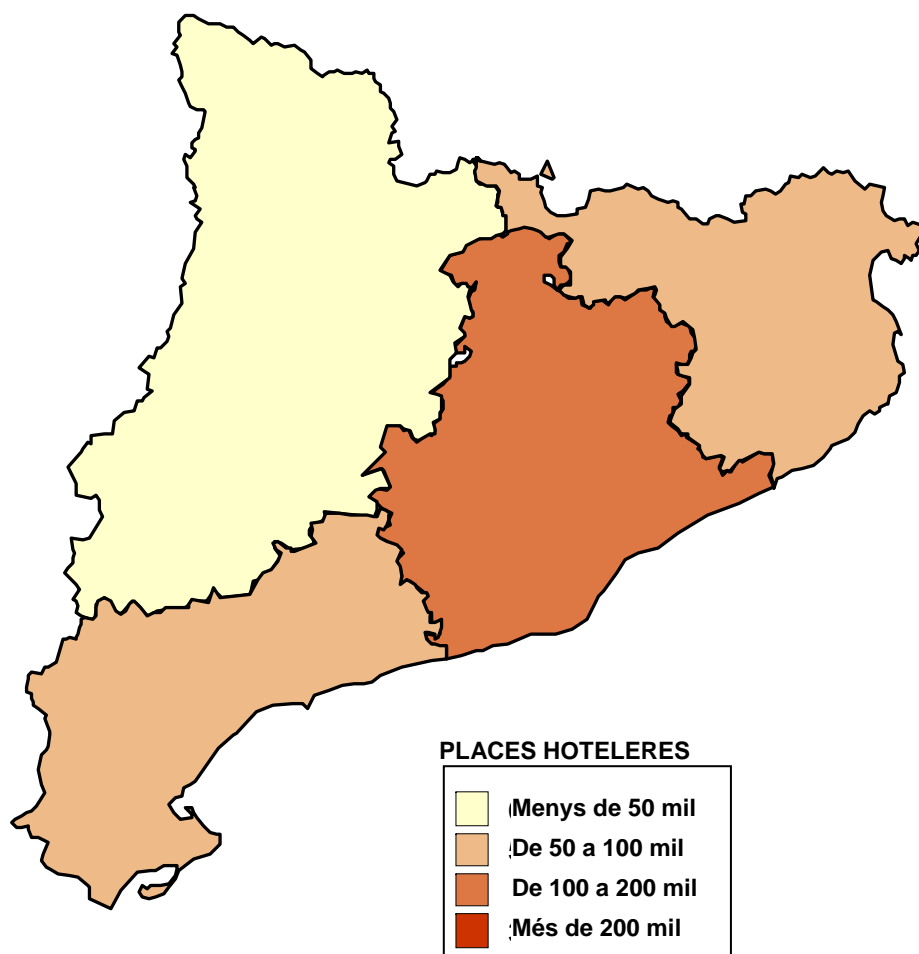 PLACES HOTELERES
Menys de 50 mil
De 50 a 100 mil
De 100 a 200 mil
Més de 200 mil